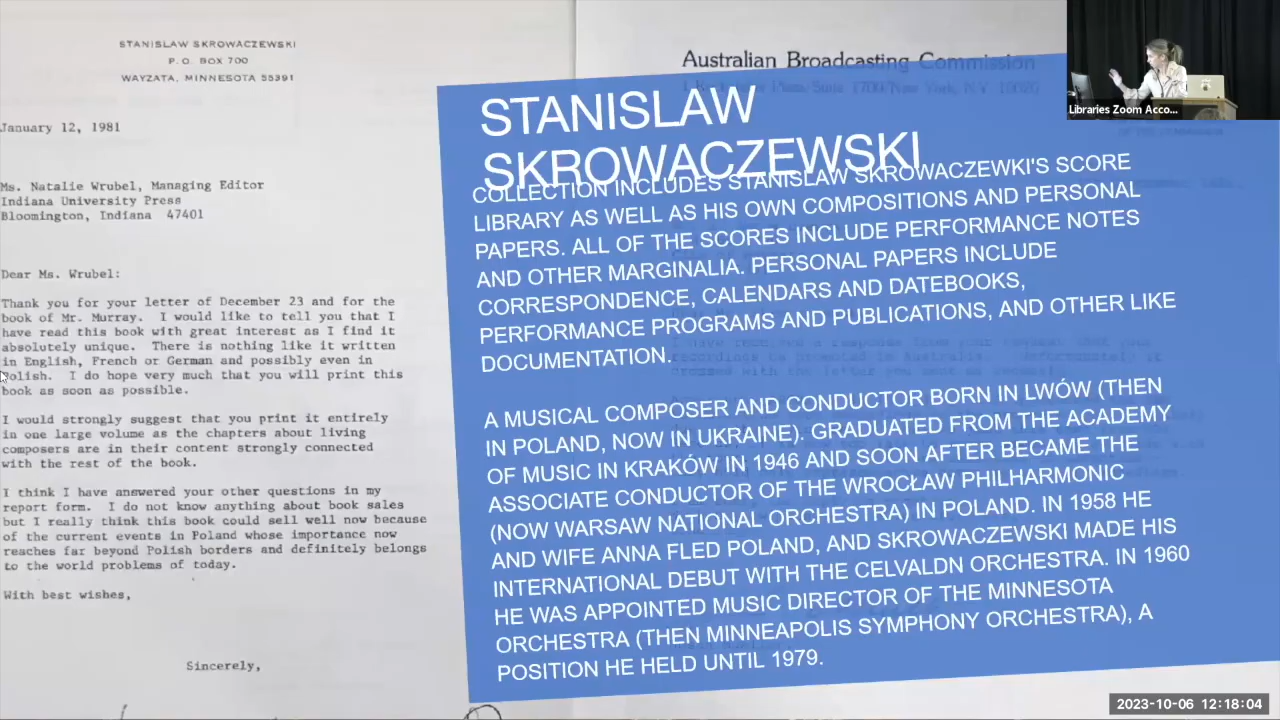 STANISLAW SKROWACZEWSKI
P.O. BOX 700
WAYZATA, MINNESOTA 55391
January 12, 1981
Ms. Natalie Wrubel, Managing Editor
Indiana University Press
Bloomington, Indiana 47401
Dear Ms. Wrubel:
Thank you for your letter of December 23 and for the
book of Mr. Murray. I would like to tell you that I
have read this book with great interest as I find it
absolutely unique. There is nothing like it written
in English, French or German and possibly even in
Polish. I do hope very much that you will print this
book as soon as possible.
I would strongly suggest that you print it entirely
in one large volume as the chapters about living
composers are in their content strongly connected
with the rest of the book.
I think I have answered your other questions in my
report form. I do not know anything about book sales
but I really think this book could sell well now because
of the current events in Poland whose importance now
reaches far beyond Polish borders and definitely belongs
to the world problems of today.
With best wishes,
Sincerely,
Australian Broadcasting Commission
STANISLAW
SKROWACZEWSKI
COLLECTION INCLUDES STANISLAW SKROWACZEWKI'S SCORE
LIBRARY AS WELL AS HIS OWN COMPOSITIONS AND PERSONAL
PAPERS. ALL OF THE SCORES INCLUDE PERFORMANCE NOTES
AND OTHER MARGINALIA. PERSONAL PAPERS INCLUDE
CORRESPONDENCE, CALENDARS AND DATEBOOKS,
PERFORMANCE PROGRAMS AND PUBLICATIONS, AND OTHER LIKE
DOCUMENTATION.
A MUSICAL COMPOSER AND CONDUCTOR BORN IN LWÓW (THEN
IN POLAND, NOW IN UKRAINE). GRADUATED FROM THE ACADEMY
OF MUSIC IN KRAKÓW IN 1946 AND SOON AFTER BECAME THE
ASSOCIATE CONDUCTOR OF THE WROCŁAW PHILHARMONIC
(NOW WARSAW NATIONAL ORCHESTRA) IN POLAND. IN 1958 HE
AND WIFE ANNA FLED POLAND, AND SKROWACZEWSKI MADE HIS
INTERNATIONAL DEBUT WITH THE CELVALDN ORCHESTRA. IN 1960
HE WAS APPOINTED MUSIC DIRECTOR OF THE MINNESOTA
ORCHESTRA (THEN MINNEAPOLIS SYMPHONY ORCHESTRA), A
POSITION HE HELD UNTIL 1979.
Libraries Zoom Acco...
2023-10-06 12:18:04